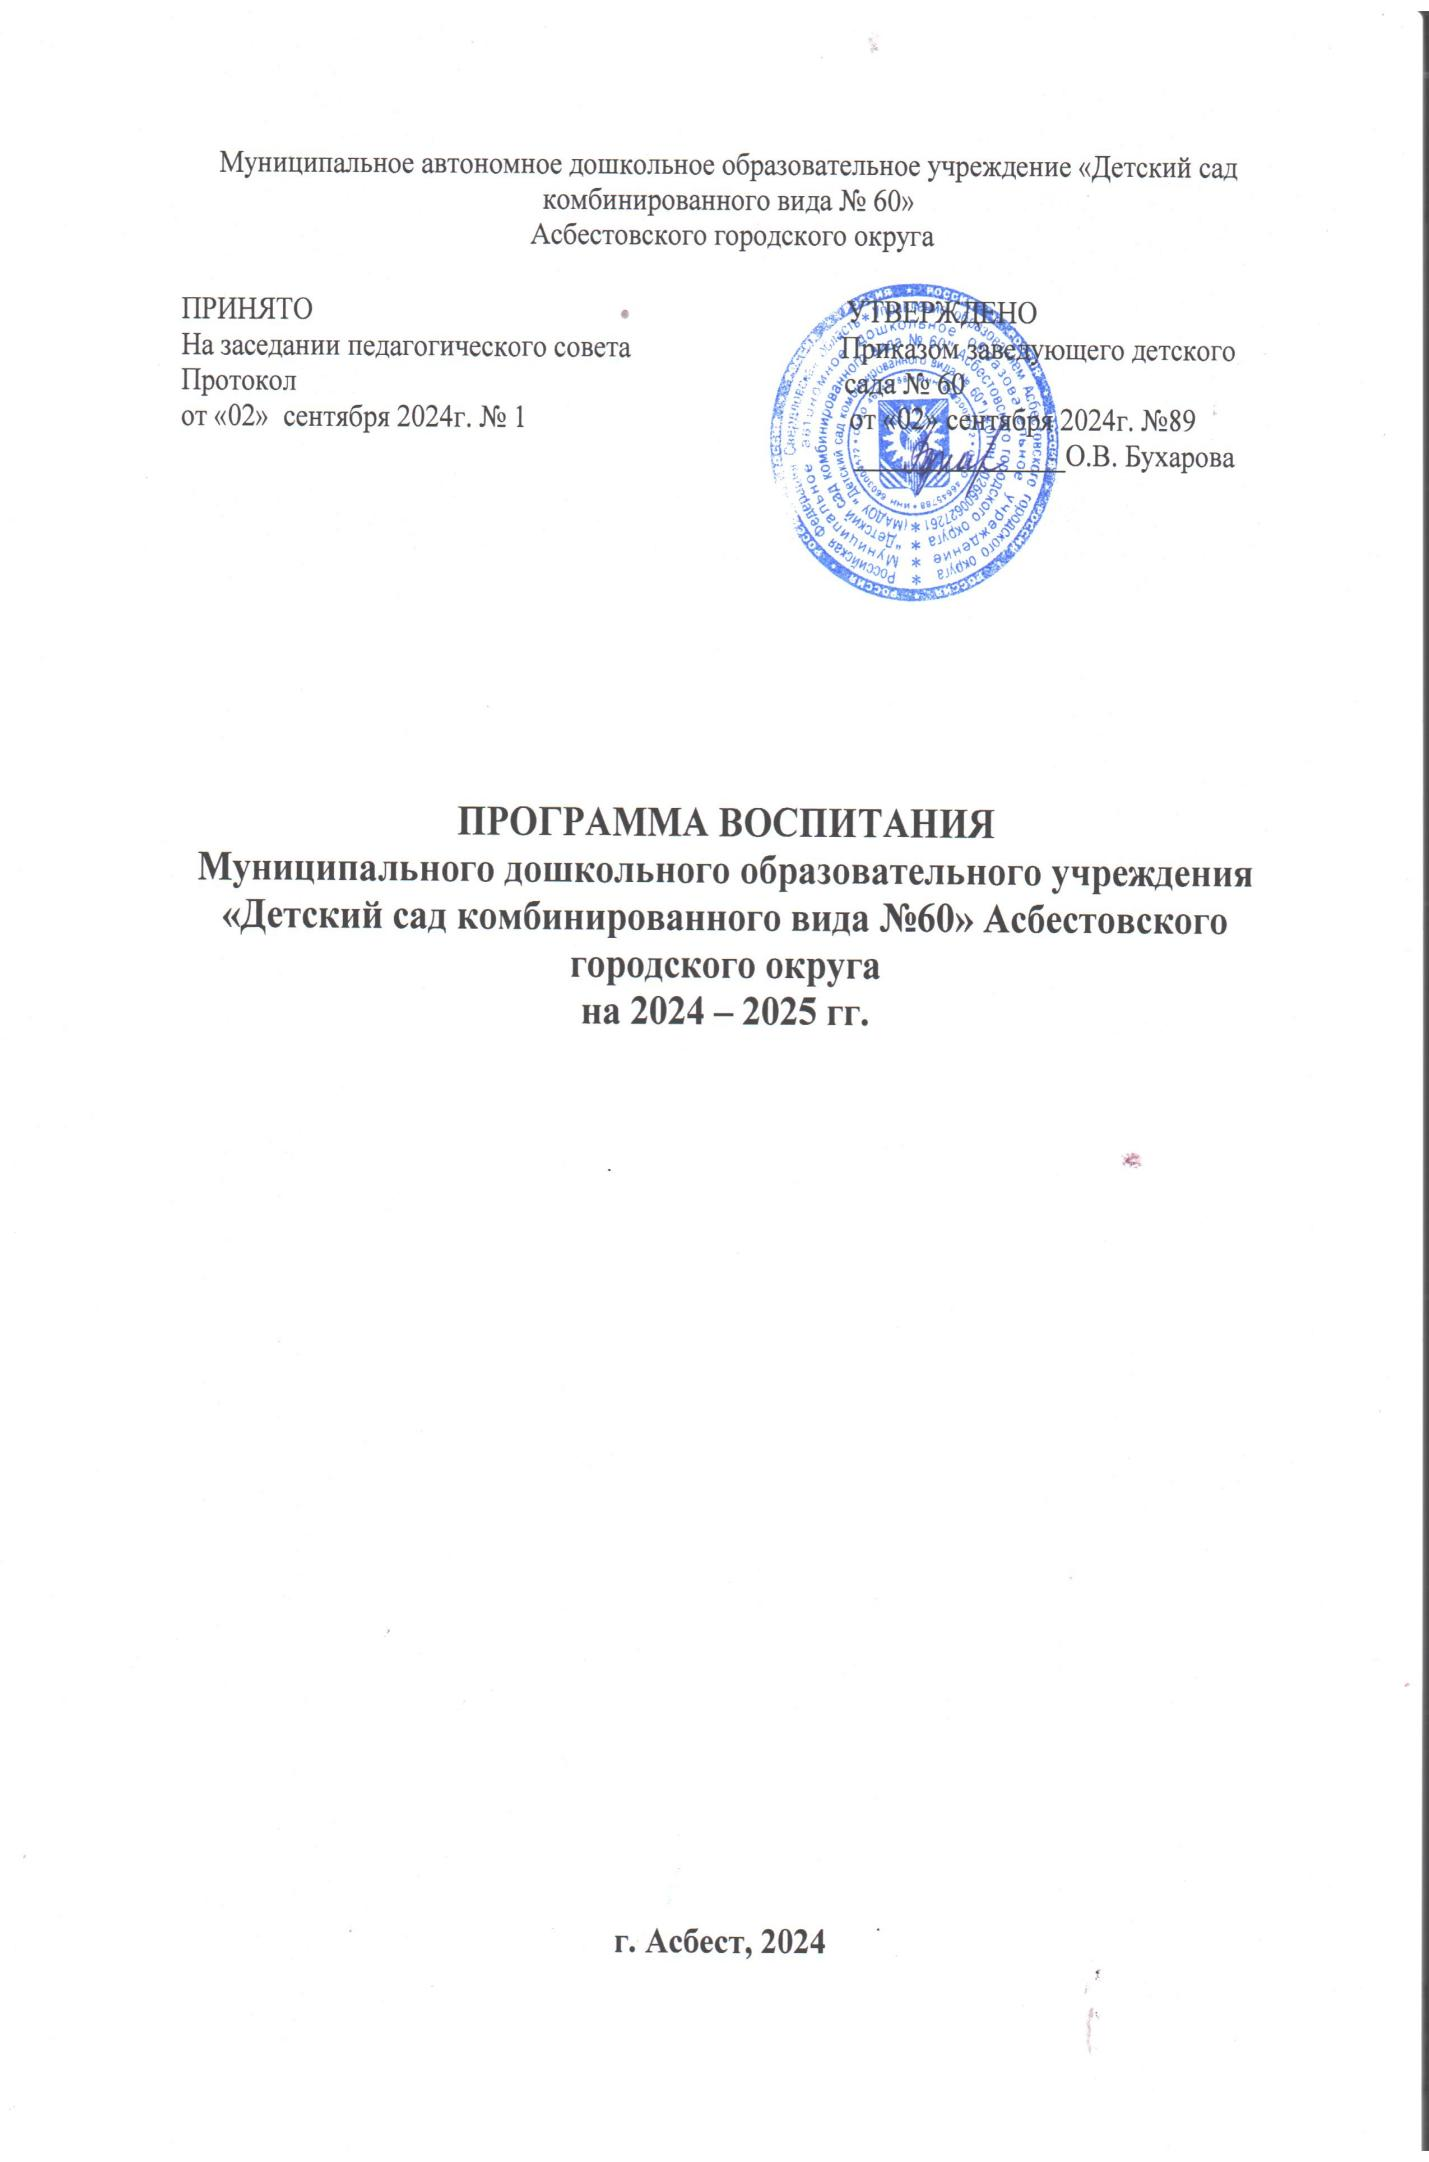 Муниципальное автономное дошкольное образовательное учреждение «Детский сад
комбинированного вида № 60»
Асбестовского городского округа
ПРИНЯТО
На заседании педагогического совета
Протокол
от «02» сентября 2024г. № 1
УТВЕРЖДЕНО
Приказом заведующего детского
сада № 60
от «02» сентября 2024г. №89
О.В. Бухарова
ПРОГРАММА ВОСПИТАНИЯ
Муниципального дошкольного образовательного учреждения
«Детский сад комбинированного вида №60» Асбестовского
городского округа
на 2024 – 2025 гг.
г. Асбест, 2024